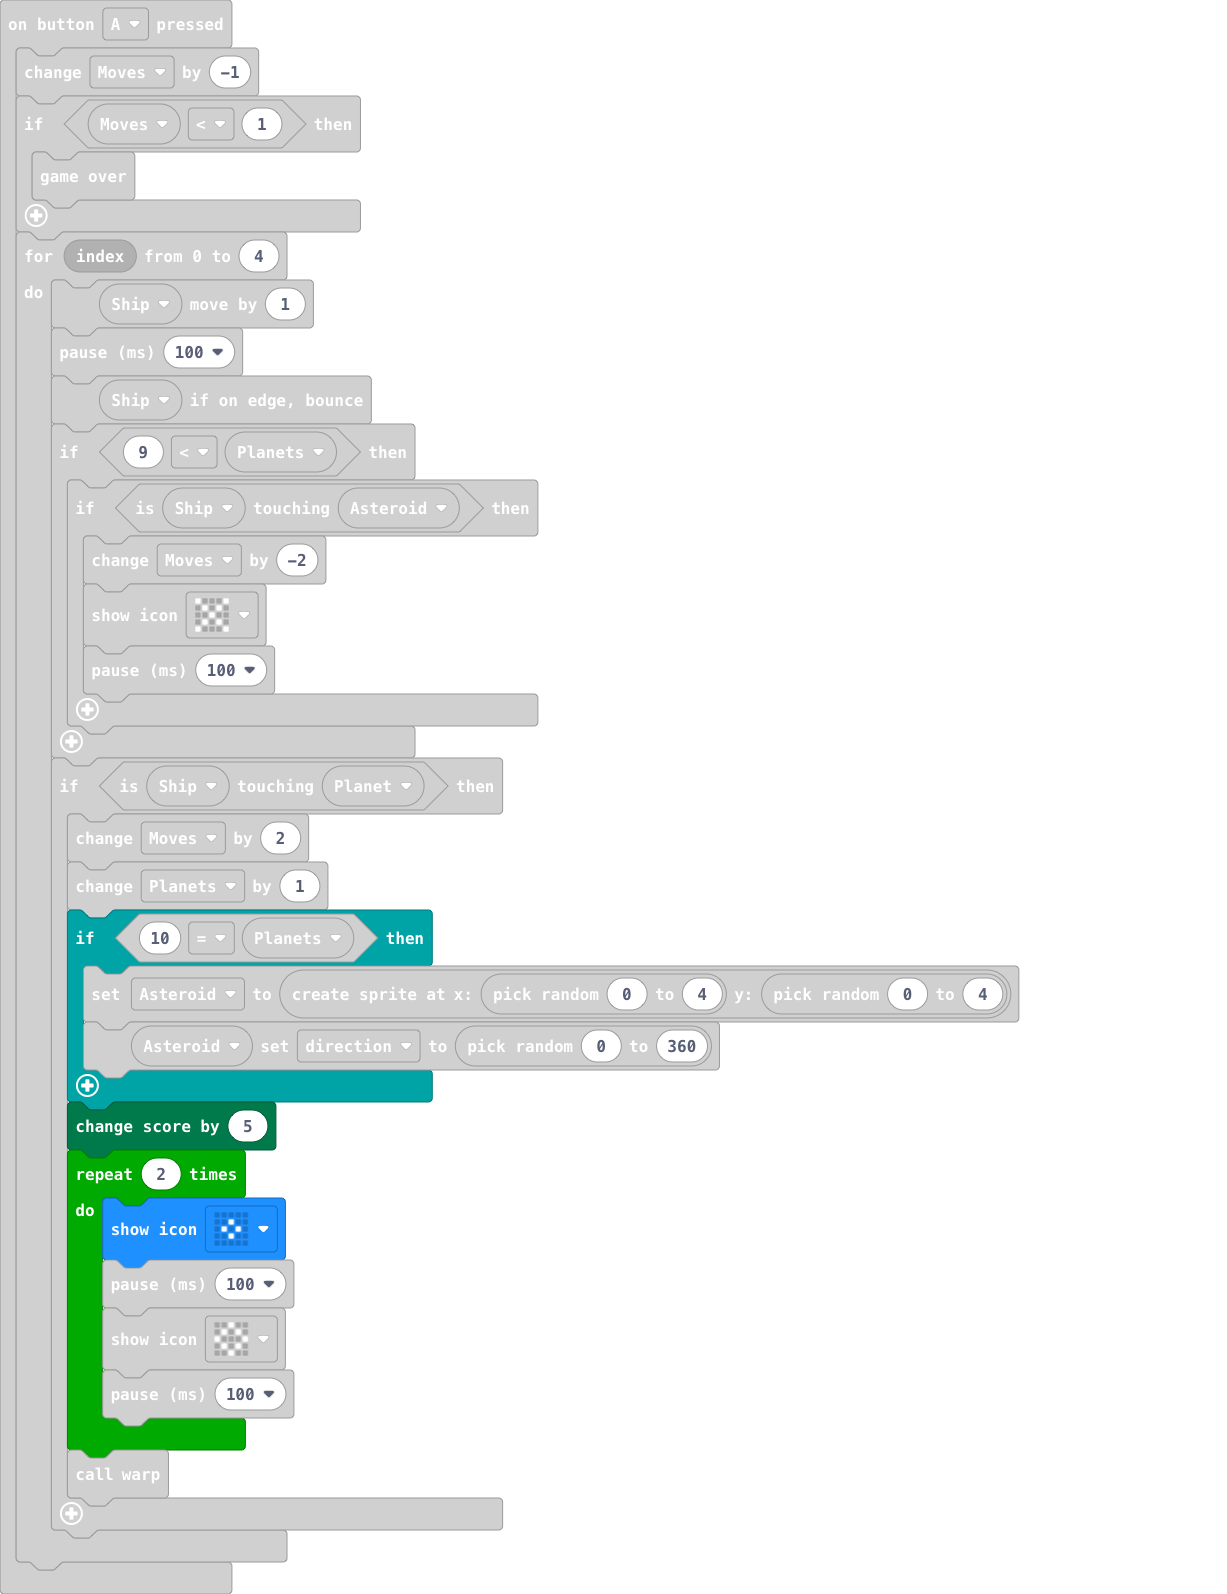 on button A pressed
change Moves by −1
if Moves < 1 then
game over
for index from 0 to 4
do
Ship move by 1
pause (ms) 100
Ship if on edge, bounce
if 9 < Planets then
if is Ship touching Asteroid then
change Moves by −2
show icon
pause (ms) 100
if is Ship touching Planet then
change Moves by 2
change Planets by 1
if 10 = Planets then
set Asteroid to create sprite at x: pick random 0 to 4 y: pick random 0 to 4
Asteroid set direction to pick random 0 to 360
change score by 5
repeat 2 times
do
show icon
pause (ms) 100
show icon
pause (ms) 100
call warp